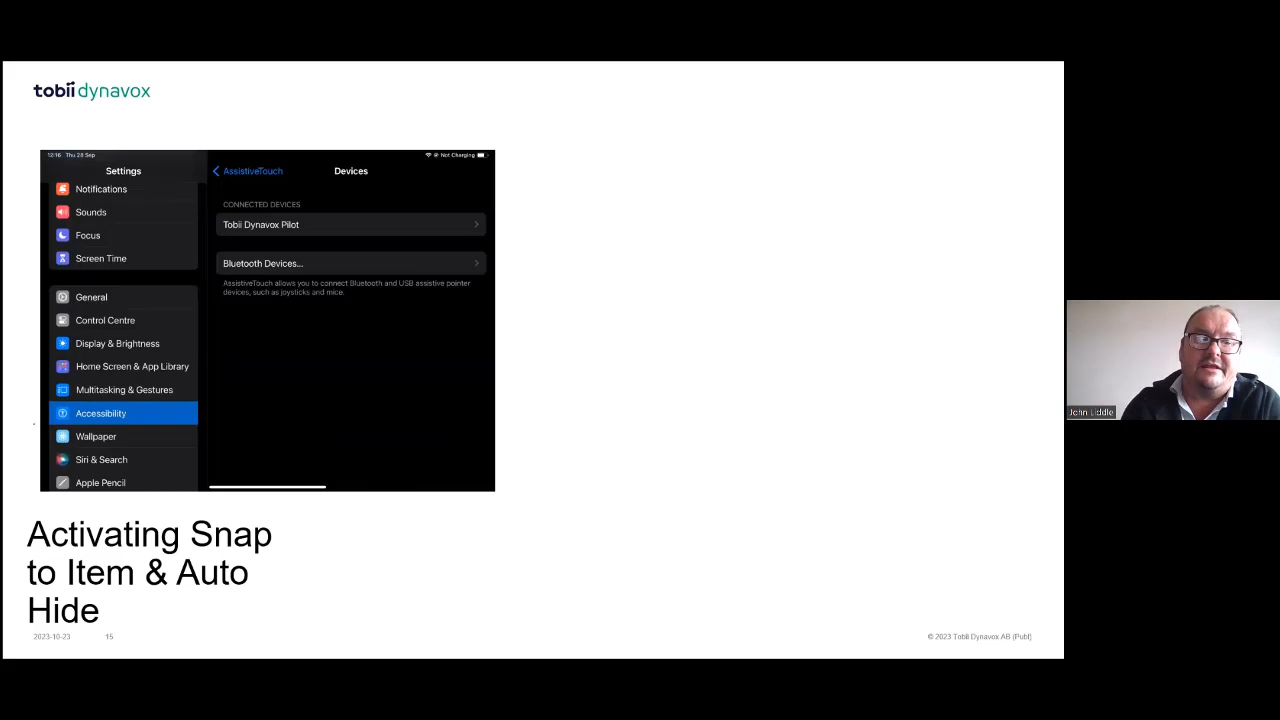 tobii dynavox
12:16 Thu 28 Sep
Not Charging
Settings
AssistiveTouch
Devices
Notifications
Sounds
Focus
Screen Time
General
Control Centre
Display & Brightness
Home Screen & App Library
Multitasking & Gestures
Accessibility
Wallpaper
Siri & Search
Apple Pencil
CONNECTED DEVICES
Tobii Dynavox Pilot
Bluetooth Devices...
AssistiveTouch allows you to connect Bluetooth and USB assistive pointer
devices, such as joysticks and mice.
Activating Snap
to Item & Auto
Hide
2023-10-23
15
© 2023 Tobii Dynavox AB (Publ)
John Liddle